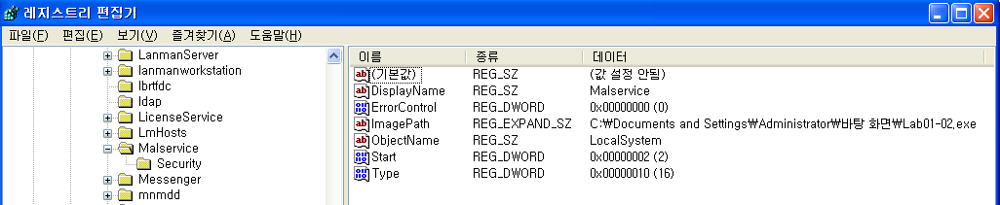 레지스트리 편집기
파일(F) 편집(E) 보기(V) 즐겨찾기(A) 도움말(H)
LanmanServer
lanmanworkstation
lbrtfdc
ldap
LicenseService
LmHosts
Malservice
Security
Messenger
mnmdd
이름 종류 데이터
(기본값) REG_SZ (값 설정 안됨)
DisplayName REG_SZ Malservice
ErrorControl REG_DWORD 0x00000000 (0)
ImagePath REG_EXPAND_SZ C:₩Documents and Settings₩Administrator₩바탕 화면₩Lab01-02.exe
ObjectName REG_SZ LocalSystem
Start REG_DWORD 0x00000002 (2)
Type REG_DWORD 0x00000010 (16)